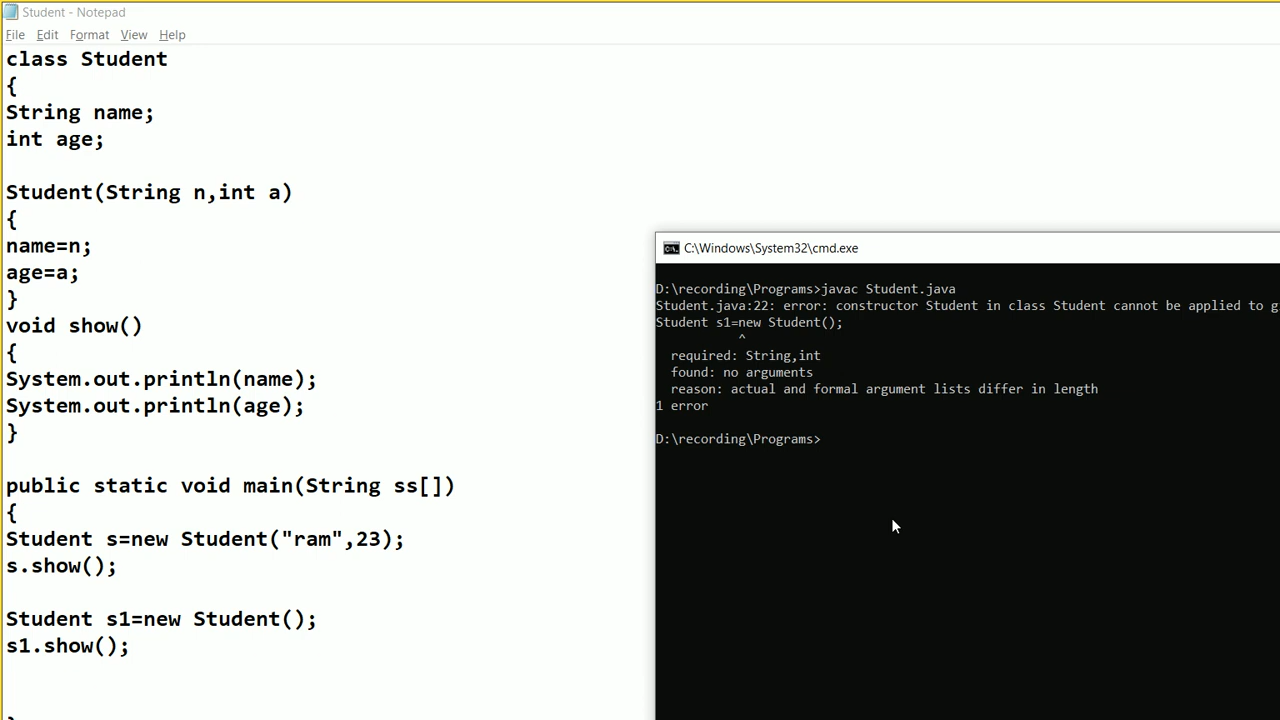 Student - Notepad
File Edit Format View Help
class Student
{
String name;
int age;
Student(String n,int a)
{
name=n;
age=a;
}
void show()
{
System.out.println(name);
System.out.println(age);
}
public static void main(String ss[])
{
Student s=new Student("ram",23);
s.show();
Student s1=new Student();
s1.show();
C:\Windows\System32\cmd.exe
D:\recording\Programs>javac Student.java
Student.java:22: error: constructor Student in class Student cannot be applied to g
Student s1=new Student();
^
required: String,int
found: no arguments
reason: actual and formal argument lists differ in length
1 error
D:\recording\Programs>